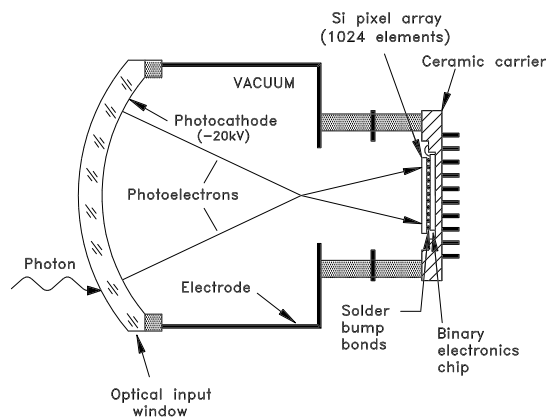 Si pixel array
(1024 elements)
Ceramic carrier
VACUUM
Photocathode
(−20kV)
Photoelectrons
Photon
Electrode
Solder
bump
bonds
Binary
electronics
chip
Optical input
window